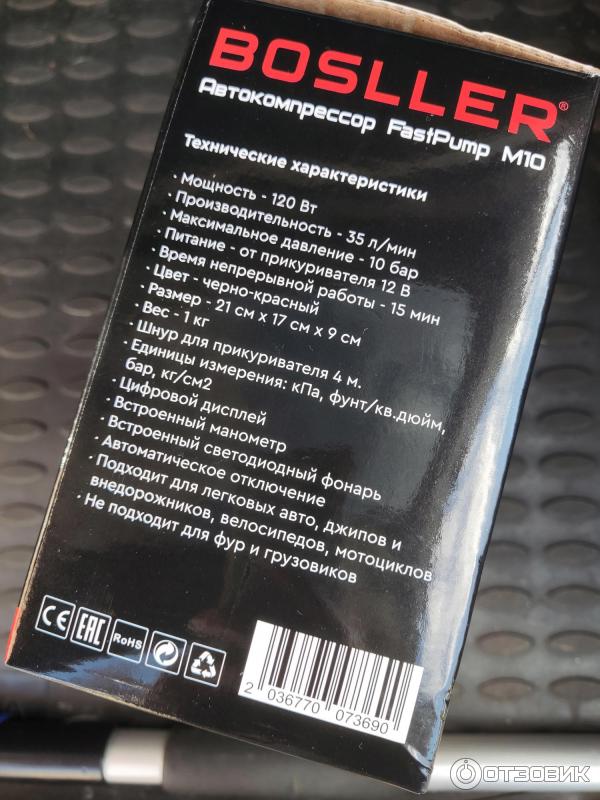 BOSLLER®
Автокомпрессор FastPump M10
Технические характеристики
· Мощность - 120 Вт
· Производительность - 35 л/мин
· Максимальное давление - 10 бар
· Питание - от прикуривателя 12 В
· Время непрерывной работы - 15 мин
· Цвет - черно-красный
· Размер - 21 см х 17 см х 9 см
· Вес - 1 кг
· Шнур для прикуривателя 4 м.
· Единицы измерения: кПа, фунт/кв.дюйм,
бар, кг/см2
· Цифровой дисплей
· Встроенный манометр
· Встроенный светодиодный фонарь
· Автоматическое отключение
· Подходит для легковых авто, джипов и
внедорожников, велосипедов, мотоциклов
· Не подходит для фур и грузовиков
CE EAC RoHS
2 036770 073690
ОТЗОВИК